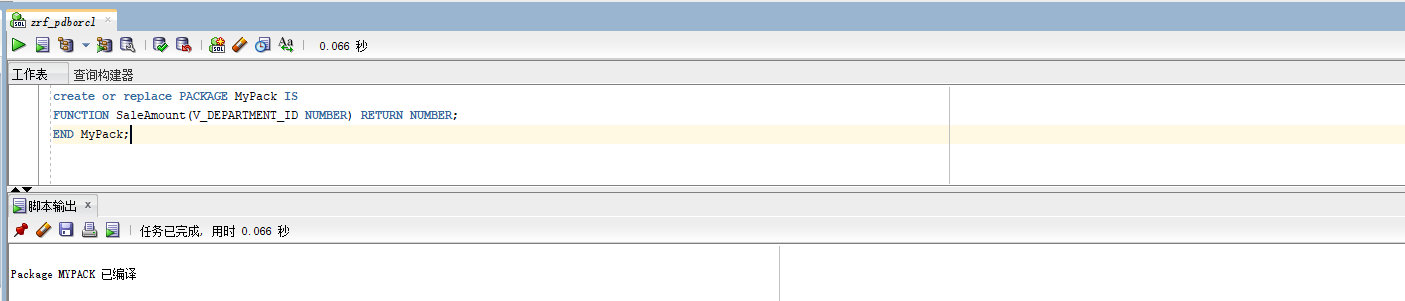 zrf_pdborcl
0.066 秒
工作表 查询构建器
create or replace PACKAGE MyPack IS
FUNCTION SaleAmount(V_DEPARTMENT_ID NUMBER) RETURN NUMBER;
END MyPack;
脚本输出 x
任务已完成, 用时 0.066 秒
Package MYPACK 已编译